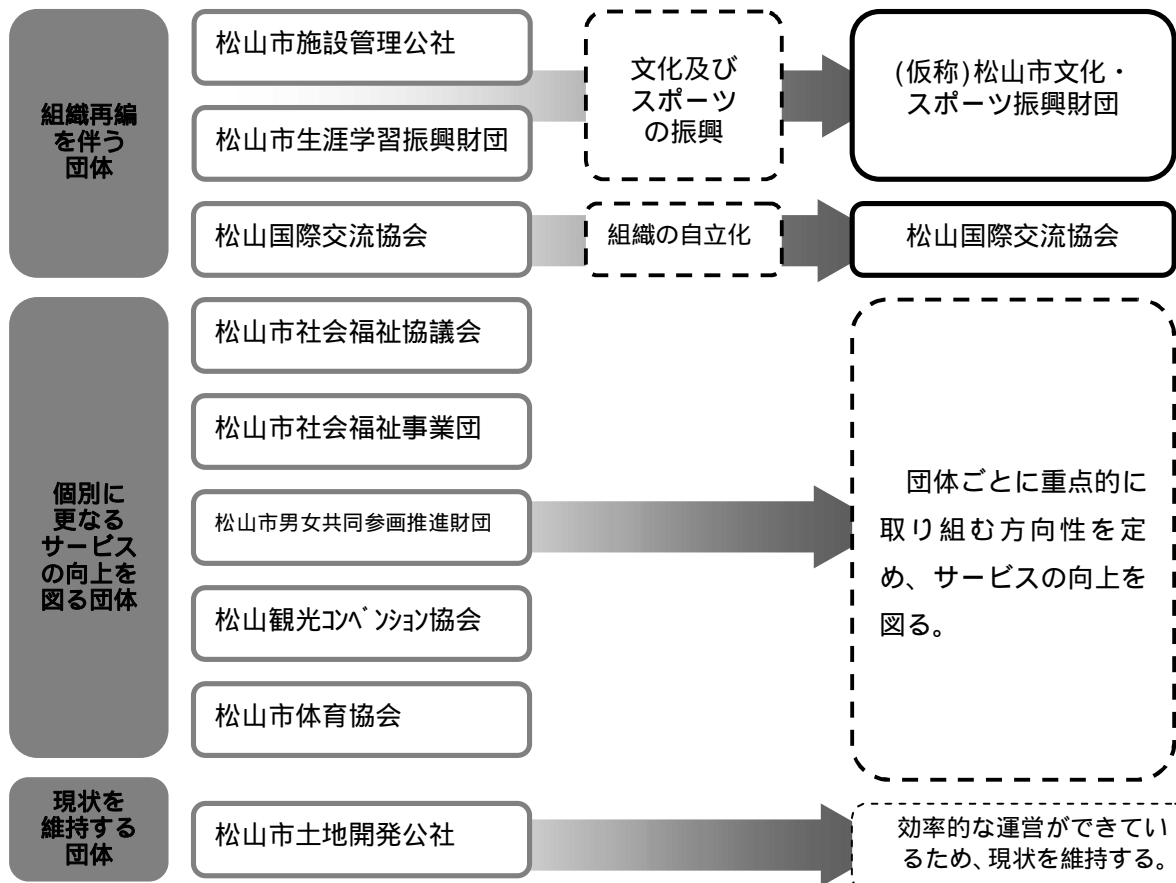 組織再編
を伴う
団体
松山市施設管理公社
松山市生涯学習振興財団
松山国際交流協会
文化及び
スポーツ
の振興
組織の自立化
(仮称)松山市文化・
スポーツ振興財団
松山国際交流協会
個別に
更なる
サービス
の向上を
図る団体
松山市社会福祉協議会
松山市社会福祉事業団
松山市男女共同参画推進財団
松山観光ｺﾝﾍﾞﾝｼｮﾝ協会
松山市体育協会
団体ごとに重点的に
取り組む方向性を定
め、サービスの向上を
図る。
現状を
維持する
団体
松山市土地開発公社
効率的な運営ができてい
るため、現状を維持する。